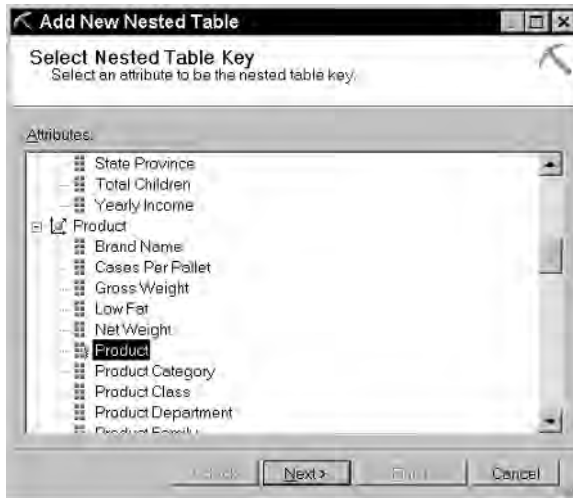 Add New Nested Table
Select Nested Table Key
Select an attribute to be the nested table key.
Attributes:
State Province
Total Children
Yearly Income
Product
Brand Name
Cases Per Pallet
Gross Weight
Low Fat
Net Weight
Product
Product Category
Product Class
Product Department
Product Family
Next > Cancel